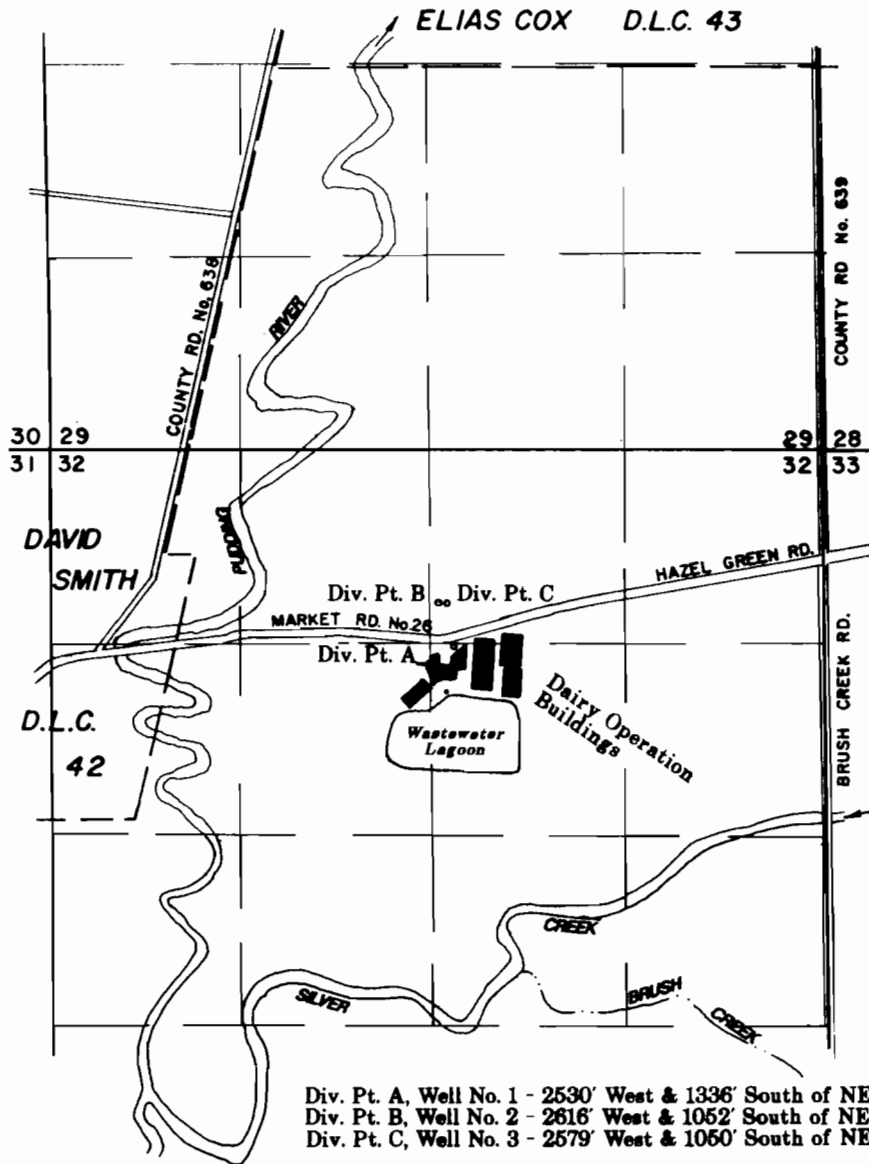 ELIAS COX D.L.C. 43
COUNTY RD. No. 638
COUNTY RD No. 639
RIVER
30 29
31 32
29 28
32 33
DAVID
SMITH
PUDDING
HAZEL GREEN RD.
Div. Pt. B Div. Pt. C
MARKET RD. No. 26
Div. Pt. A
Dairy Operation
Buildings
Wastewater
Lagoon
D.L.C.
42
BRUSH CREEK RD.
CREEK
SILVER
BRUSH
CREEK
Div. Pt. A, Well No. 1 - 2530' West & 1336' South of NE
Div. Pt. B, Well No. 2 - 2616' West & 1052' South of NE
Div. Pt. C, Well No. 3 - 2579' West & 1050' South of NE